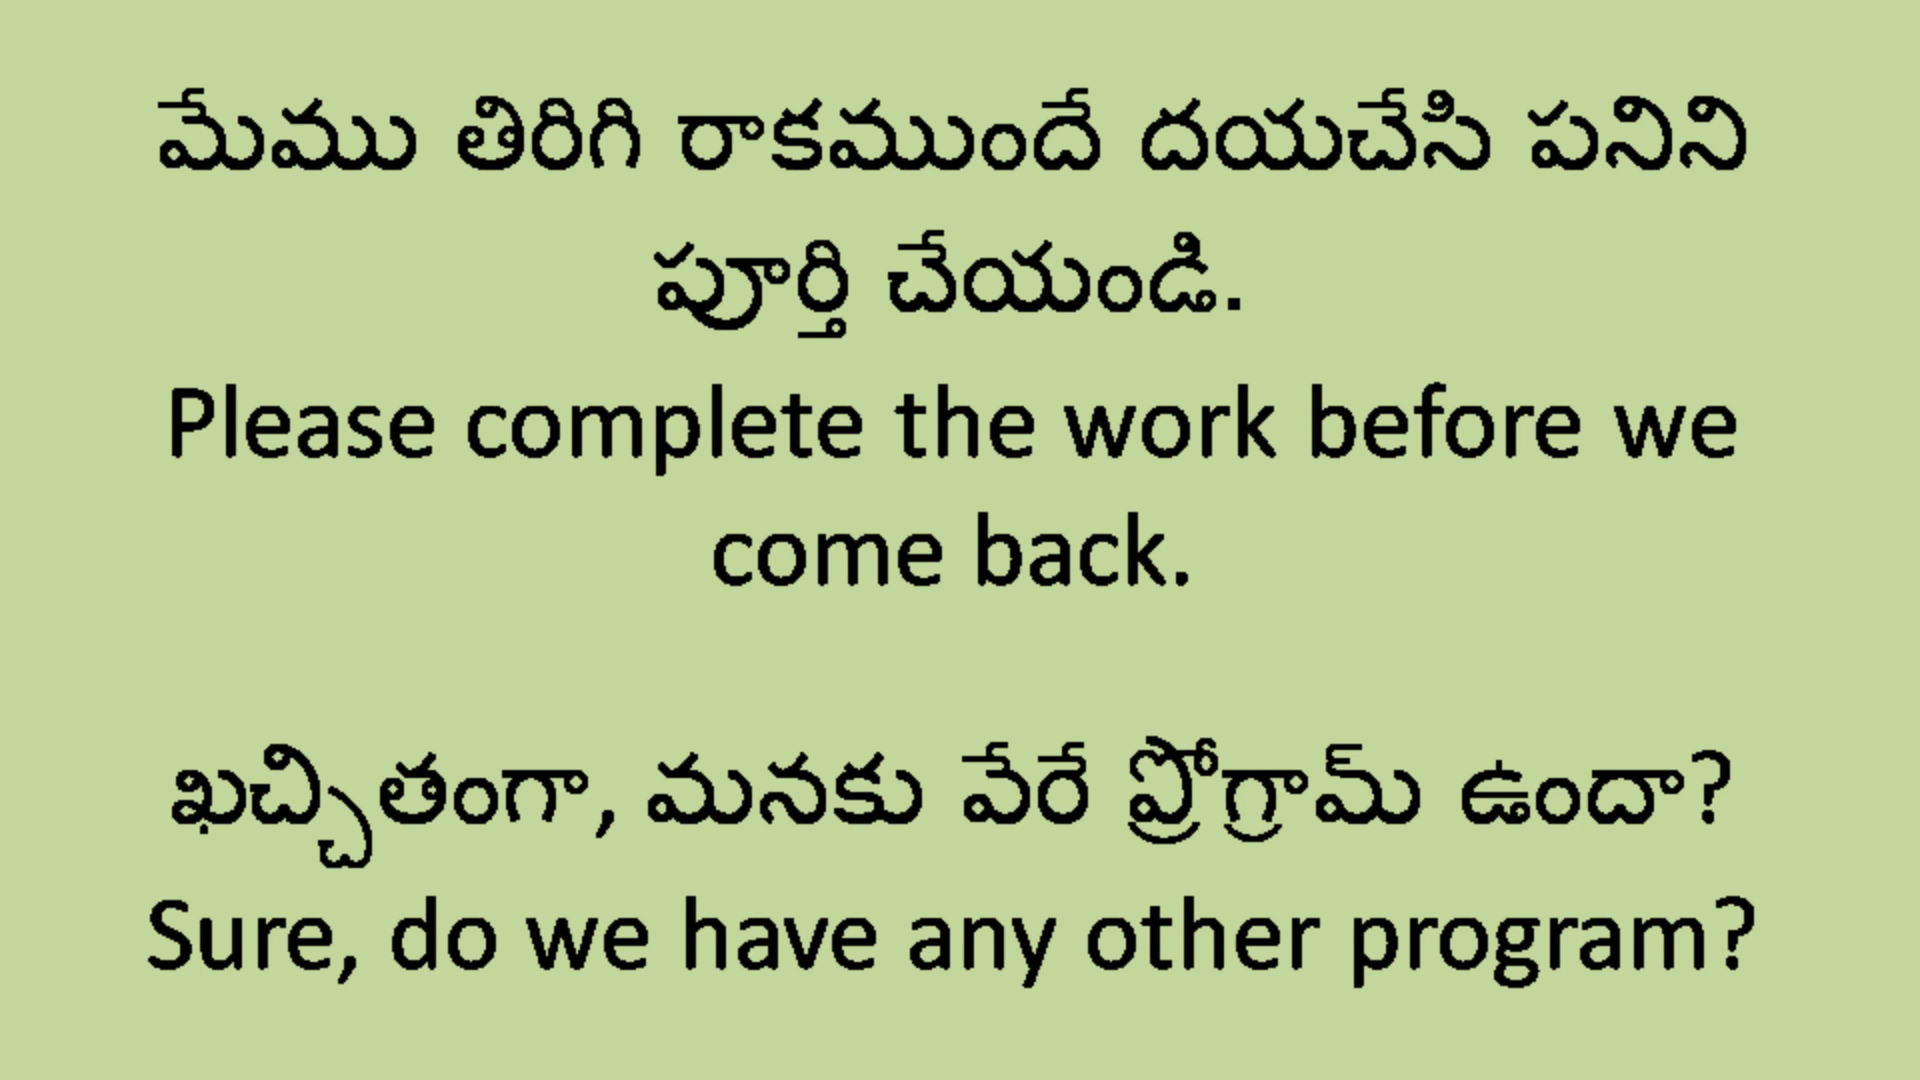 మేము తిరిగి రాకముందే దయచేసి పనిని
పూర్తి చేయండి.
Please complete the work before we
come back.
ఖచ్చితంగా, మనకు వేరే ప్రోగ్రామ్ ఉందా?
Sure, do we have any other program?